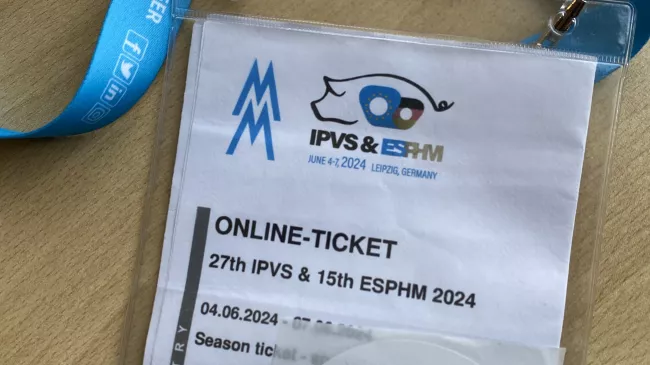 IPVS & ESPHM
JUNE 4-7, 2024 LEIPZIG, GERMANY
ONLINE-TICKET
27th IPVS & 15th ESPHM 2024
04.06.2024 -
Season ticket -